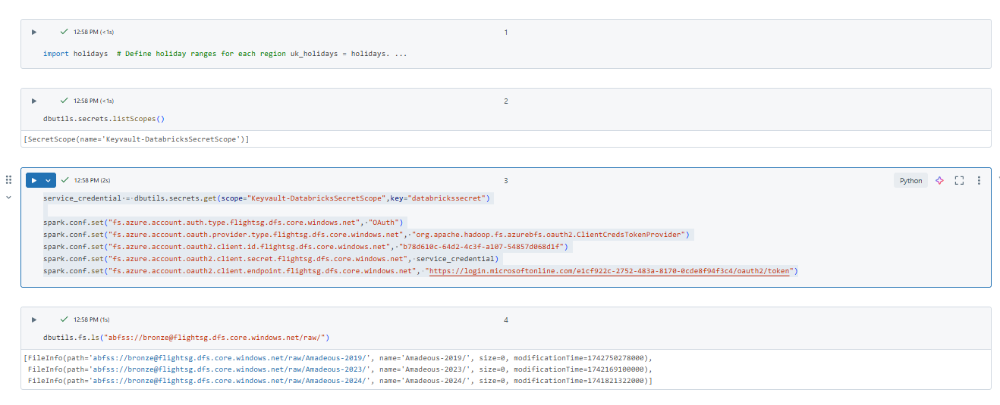 12:58 PM (<1s)
1
import holidays  # Define holiday ranges for each region uk_holidays = holidays. ...
12:58 PM (<1s)
2
dbutils.secrets.listScopes()
[SecretScope(name='Keyvault-DatabricksSecretScope')]
12:58 PM (2s)
3
Python
service_credential·=·dbutils.secrets.get(scope="Keyvault-DatabricksSecretScope",key="databrickssecret")
spark.conf.set("fs.azure.account.auth.type.flightsg.dfs.core.windows.net",·"OAuth")
spark.conf.set("fs.azure.account.oauth.provider.type.flightsg.dfs.core.windows.net",·"org.apache.hadoop.fs.azurebfs.oauth2.ClientCredsTokenProvider")
spark.conf.set("fs.azure.account.oauth2.client.id.flightsg.dfs.core.windows.net",·"b78d610c-64d2-4c3f-a107-54857d068d1f")
spark.conf.set("fs.azure.account.oauth2.client.secret.flightsg.dfs.core.windows.net",·service_credential)
spark.conf.set("fs.azure.account.oauth2.client.endpoint.flightsg.dfs.core.windows.net",·"https://login.microsoftonline.com/e1cf922c-2752-483a-8170-0cde8f94f3c4/oauth2/token")
12:58 PM (1s)
4
dbutils.fs.ls("abfss://bronze@flightsg.dfs.core.windows.net/raw/")
[FileInfo(path='abfss://bronze@flightsg.dfs.core.windows.net/raw/Amadeous-2019/', name='Amadeous-2019/', size=0, modificationTime=1742750278000),
FileInfo(path='abfss://bronze@flightsg.dfs.core.windows.net/raw/Amadeous-2023/', name='Amadeous-2023/', size=0, modificationTime=1742169100000),
FileInfo(path='abfss://bronze@flightsg.dfs.core.windows.net/raw/Amadeous-2024/', name='Amadeous-2024/', size=0, modificationTime=1741821322000)]